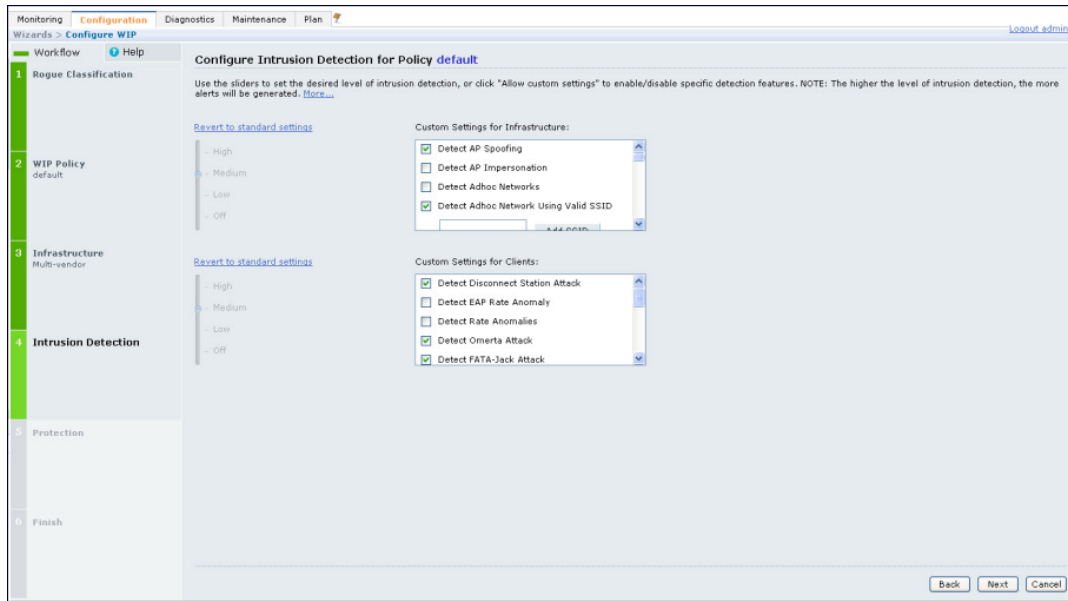 Monitoring Configuration Diagnostics Maintenance Plan
Wizards > Configure WIP
Logout admin
Workflow ? Help
1 Rogue Classification
2 WIP Policy
default
3 Infrastructure
Multi-vendor
4 Intrusion Detection
5 Protection
6 Finish
Configure Intrusion Detection for Policy default
Use the sliders to set the desired level of intrusion detection, or click "Allow custom settings" to enable/disable specific detection features. NOTE: The higher the level of intrusion detection, the more
alerts will be generated. More...
Revert to standard settings
– High
– Medium
– Low
– Off
Custom Settings for Infrastructure:
Detect AP Spoofing
Detect AP Impersonation
Detect Adhoc Networks
Detect Adhoc Network Using Valid SSID
Add SSID
Revert to standard settings
– High
– Medium
– Low
– Off
Custom Settings for Clients:
Detect Disconnect Station Attack
Detect EAP Rate Anomaly
Detect Rate Anomalies
Detect Omerta Attack
Detect FATA-Jack Attack
Back Next Cancel